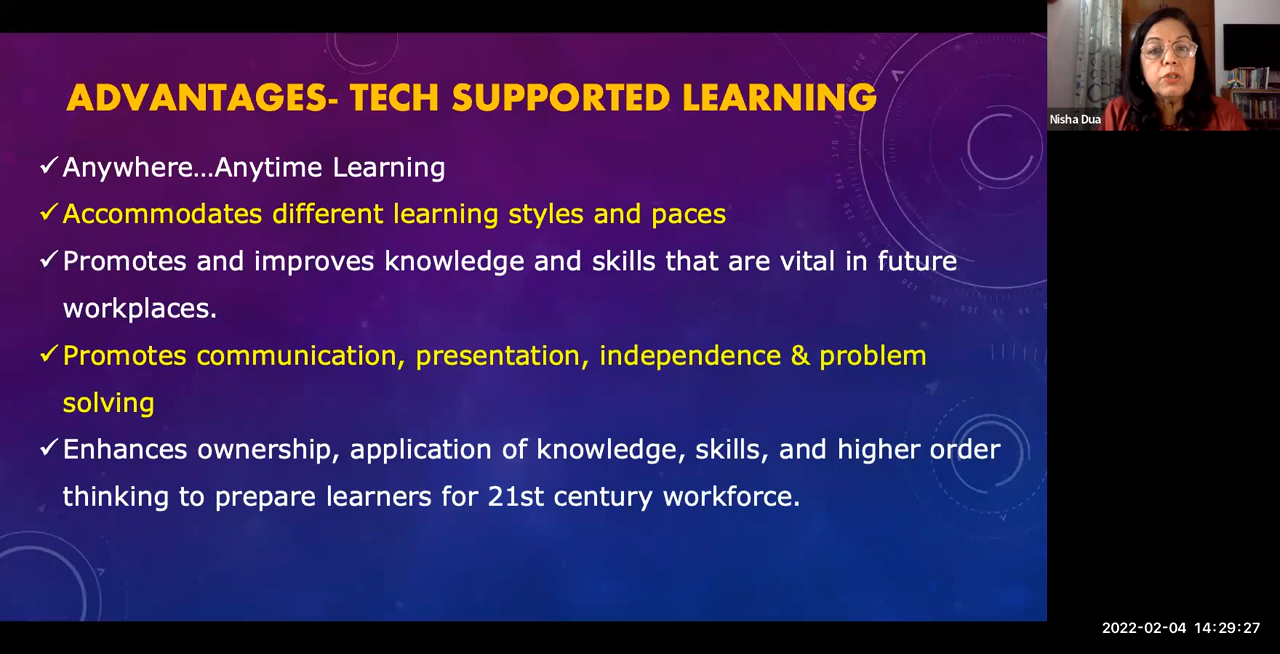 ADVANTAGES- TECH SUPPORTED LEARNING
✓Anywhere...Anytime Learning
✓Accommodates different learning styles and paces
✓Promotes and improves knowledge and skills that are vital in future
workplaces.
✓Promotes communication, presentation, independence & problem
solving
✓Enhances ownership, application of knowledge, skills, and higher order
thinking to prepare learners for 21st century workforce.
Nisha Dua
2022-02-04 14:29:27